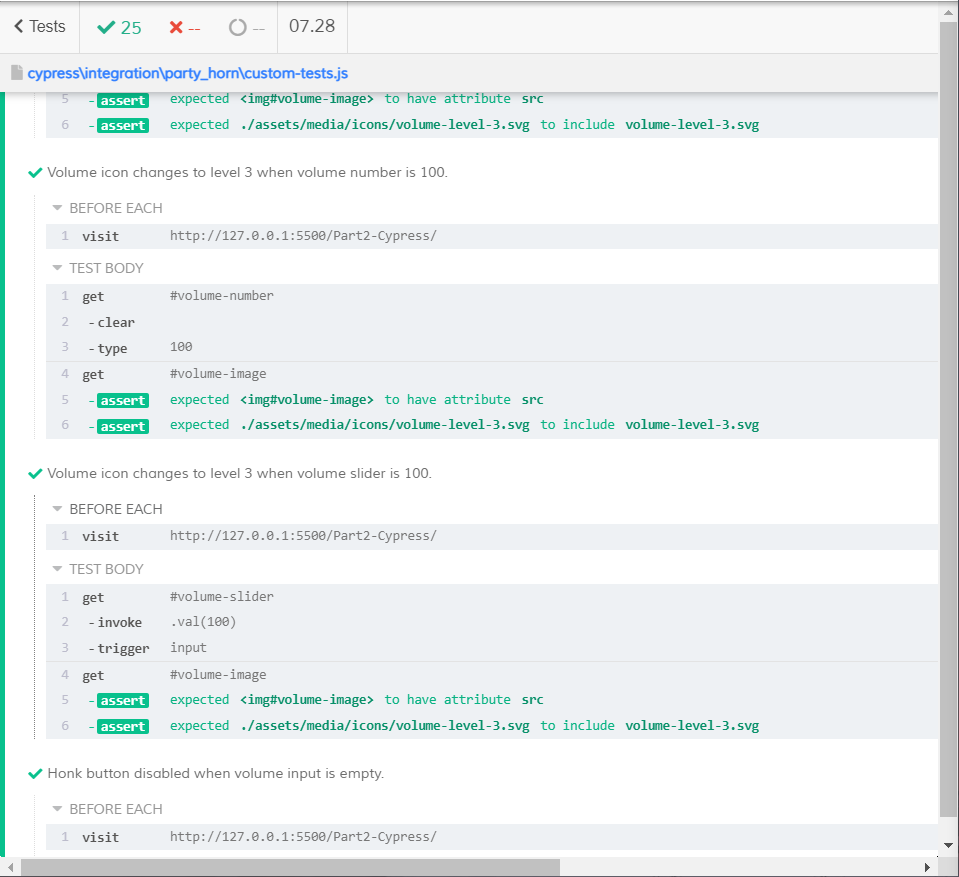 Tests 25 -- -- 07.28
cypress\integration\party_horn\custom-tests.js
5 -assert expected <img#volume-image> to have attribute src
6 -assert expected ./assets/media/icons/volume-level-3.svg to include volume-level-3.svg
Volume icon changes to level 3 when volume number is 100.
BEFORE EACH
1 visit http://127.0.0.1:5500/Part2-Cypress/
TEST BODY
1 get #volume-number
2 -clear
3 -type 100
4 get #volume-image
5 -assert expected <img#volume-image> to have attribute src
6 -assert expected ./assets/media/icons/volume-level-3.svg to include volume-level-3.svg
Volume icon changes to level 3 when volume slider is 100.
BEFORE EACH
1 visit http://127.0.0.1:5500/Part2-Cypress/
TEST BODY
1 get #volume-slider
2 -invoke .val(100)
3 -trigger input
4 get #volume-image
5 -assert expected <img#volume-image> to have attribute src
6 -assert expected ./assets/media/icons/volume-level-3.svg to include volume-level-3.svg
Honk button disabled when volume input is empty.
BEFORE EACH
1 visit http://127.0.0.1:5500/Part2-Cypress/